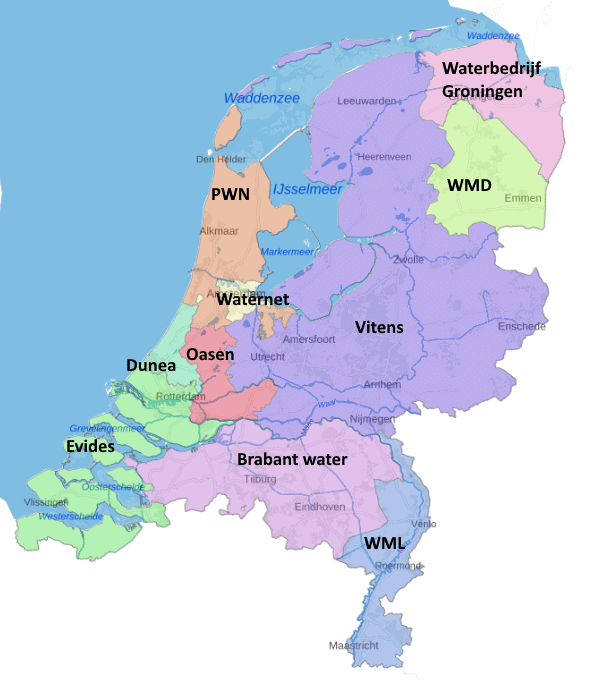 Waddenzee
Waterbedrijf
Groningen
Groningen
Waddenzee
Leeuwarden
Den Helder
Heerenveen
PWN
IJsselmeer
WMD
Emmen
Alkmaar
Markermeer
Zwolle
Amsterdam
Waternet
Vitens
Enschede
Oasen
Amersfoort
Utrecht
Dunea
Arnhem
Rotterdam
Waal
Nijmegen
Grevelingenmeer
Evides
Brabant water
Tilburg
Oosterschelde
Vlissingen
Westerschelde
Eindhoven
Venlo
WML
Roermond
Maastricht